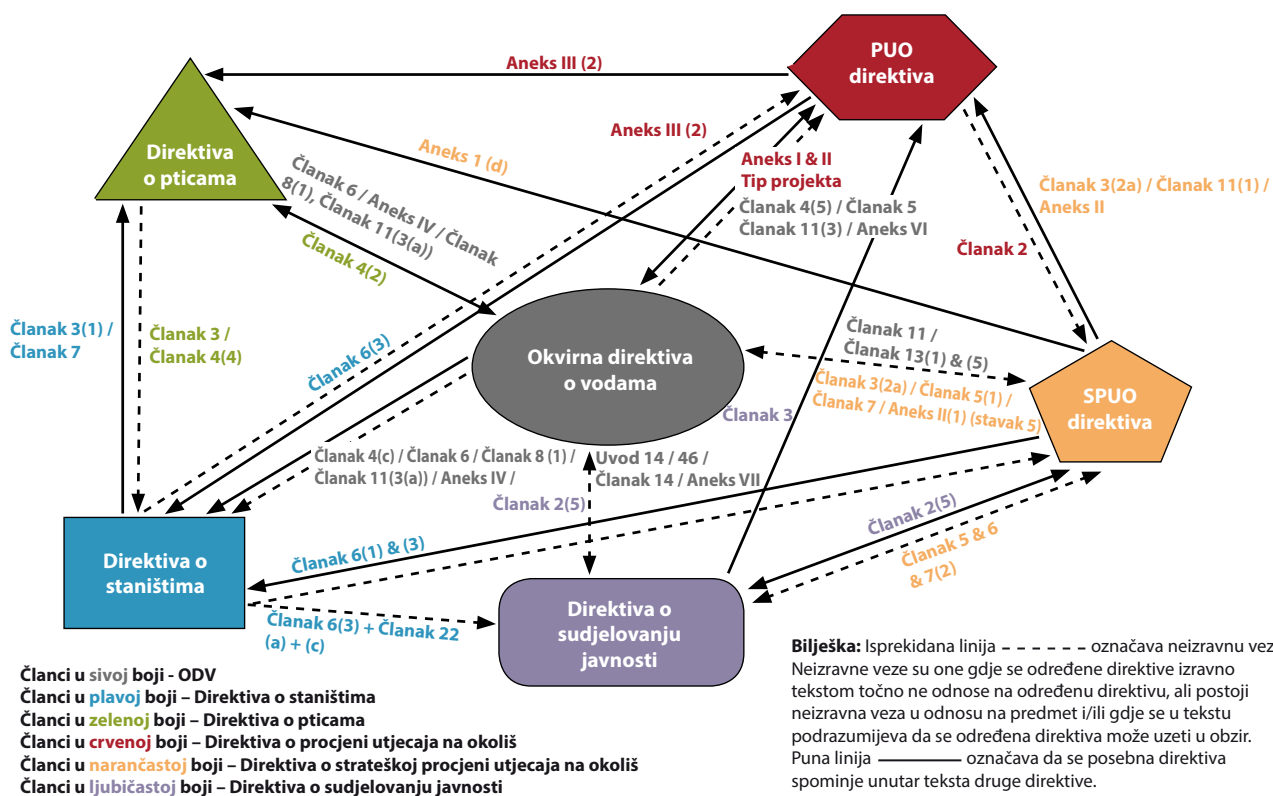 PUO
direktiva
Aneks III (2)
Direktiva
o pticama
Aneks 1 (d)
Aneks III (2)
Aneks I & II
Tip projekta
Članak 4(5) / Članak 5
Članak 11(3) / Aneks VI
Članak 3(2a) / Članak 11(1) /
Aneks II
Članak 2
Članak 6 / Aneks IV / Članak
8(1), Članak 11(3(a))
Članak 4(2)
Članak 3(1) /
Članak 7
Članak 3 /
Članak 4(4)
Članak 6(3)
Okvirna direktiva
o vodama
Članak 11 /
Članak 13(1) & (5)
Članak 3(2a) / Članak 5(1) /
Članak 7 / Aneks II(1) (stavak 5)
SPUO
direktiva
Članak 3
Članak 4(c) / Članak 6 / Članak 8 (1) /
Članak 11(3(a)) / Aneks IV /
Uvod 14 / 46 /
Članak 14 / Aneks VII
Članak 2(5)
Članak 2(5)
Članak 5 & 6
& 7(2)
Direktiva o
staništima
Članak 6(1) & (3)
Članak 6(3) + Članak 22
(a) + (c)
Direktiva o
sudjelovanju
javnosti
Članci u sivoj boji - ODV
Članci u plavoj boji – Direktiva o staništima
Članci u zelenoj boji – Direktiva o pticama
Članci u crvenoj boji – Direktiva o procjeni utjecaja na okoliš
Članci u narančastoj boji – Direktiva o strateškoj procjeni utjecaja na okoliš
Članci u ljubičastoj boji – Direktiva o sudjelovanju javnosti
Bilješka: Isprekidana linija – – – – – – označava neizravnu vez
Neizravne veze su one gdje se određene direktive izravno
tekstom točno ne odnose na određenu direktivu, ali postoji
neizravna veza u odnosu na predmet i/ili gdje se u tekstu
podrazumijeva da se određena direktiva može uzeti u obzir.
Puna linija ——— označava da se posebna direktiva
spominje unutar teksta druge direktive.